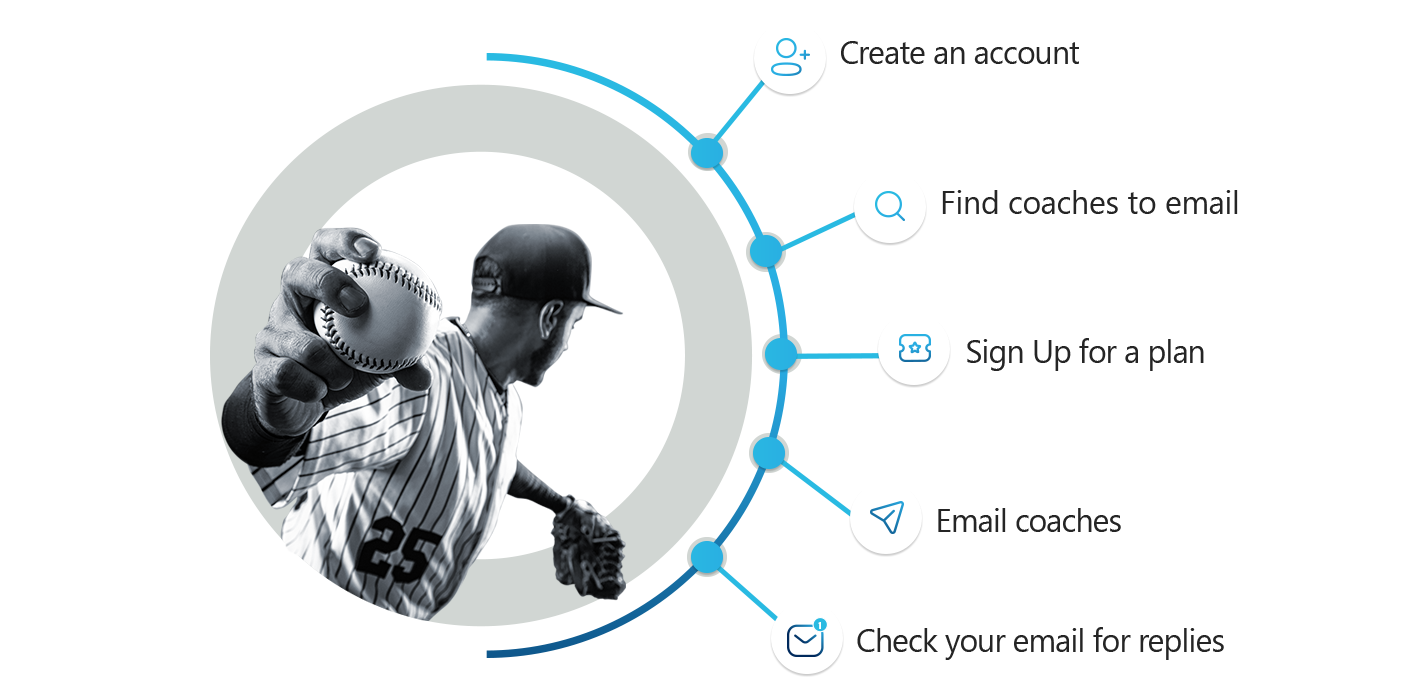 Create an account
Find coaches to email
Sign Up for a plan
Email coaches
25
1
Check your email for replies